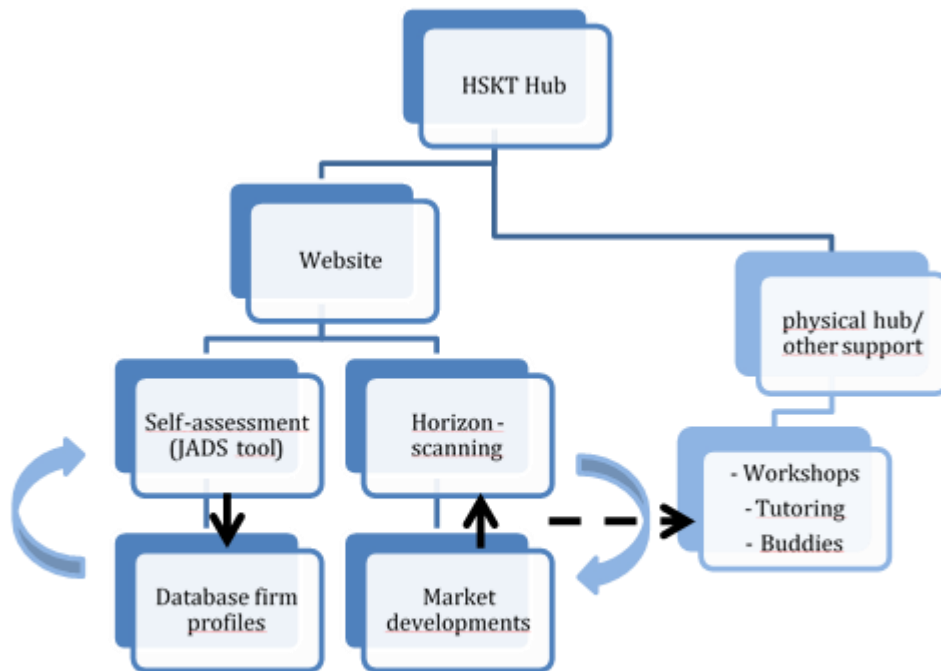 HSKT Hub
Website
physical hub/
other support
Self-assessment
(JADS tool)
Horizon -
scanning
- Workshops
- Tutoring
- Buddies
Database firm
profiles
Market
developments